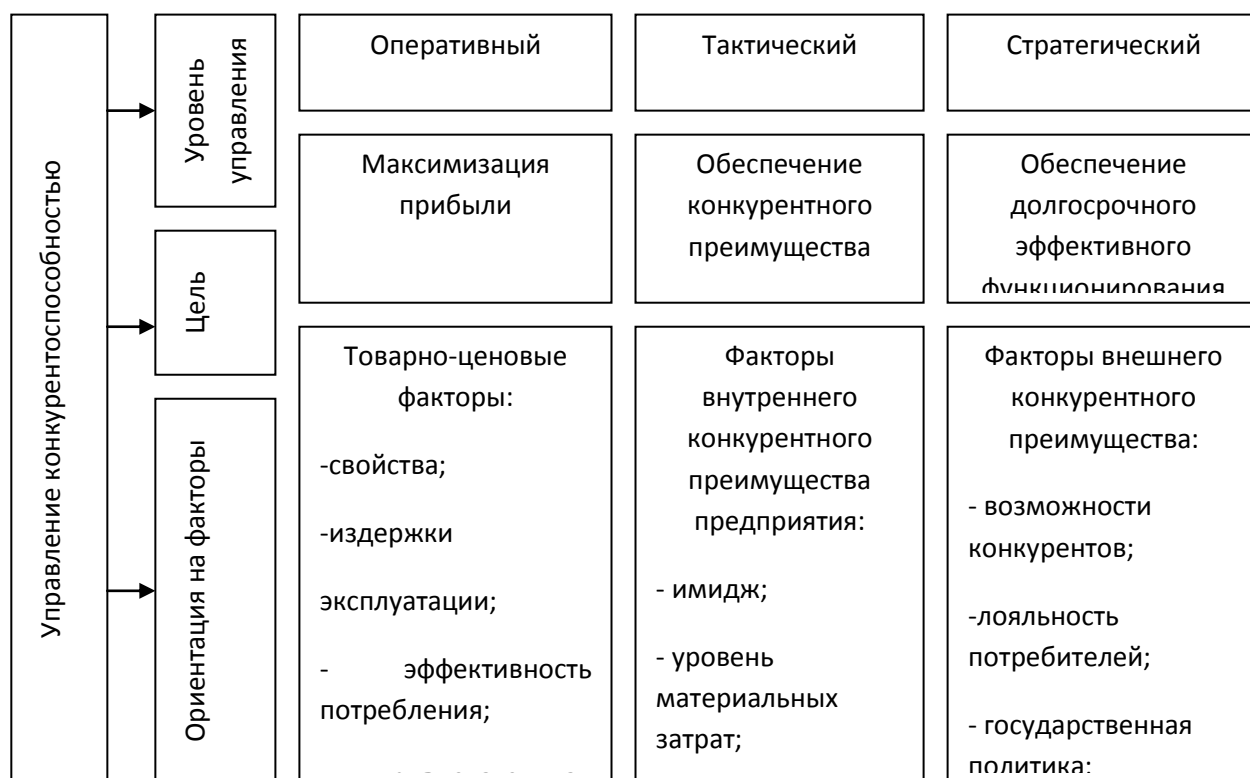 Управление конкурентоспособностью
Уровень
управления
Оперативный
Тактический
Стратегический
Цель
Максимизация
прибыли
Обеспечение
конкурентного
преимущества
Обеспечение
долгосрочного
эффективного
функционирования
Ориентация на факторы
Товарно-ценовые
факторы:
-свойства;
-издержки
эксплуатации;
- эффективность
потребления;
Факторы
внутреннего
конкурентного
преимущества
предприятия:
- имидж;
- уровень
материальных
затрат;
Факторы внешнего
конкурентного
преимущества:
- возможности
конкурентов;
-лояльность
потребителей;
- государственная
политика;